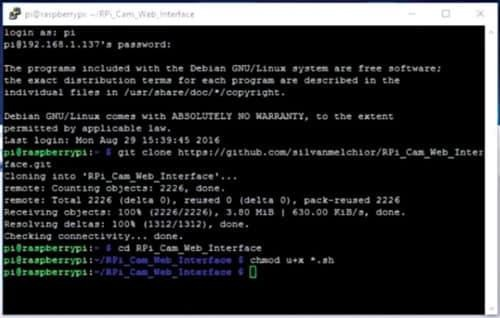 pi@raspberrypi: ~/RPi_Cam_Web_Interface
login as: pi
pi@192.168.1.137's password:
The programs included with the Debian GNU/Linux system are free software;
the exact distribution terms for each program are described in the
individual files in /usr/share/doc/*/copyright.
Debian GNU/Linux comes with ABSOLUTELY NO WARRANTY, to the extent
permitted by applicable law.
Last login: Mon Aug 29 15:39:45 2016
pi@raspberrypi:~ $ git clone https://github.com/silvanmelchior/RPi_Cam_Web_Inter
face.git
Cloning into 'RPi_Cam_Web_Interface'...
remote: Counting objects: 2226, done.
remote: Total 2226 (delta 0), reused 0 (delta 0), pack-reused 2226
Receiving objects: 100% (2226/2226), 3.80 MiB | 630.00 KiB/s, done.
Resolving deltas: 100% (1312/1312), done.
Checking connectivity... done.
pi@raspberrypi:~ $ cd RPi_Cam_Web_Interface
pi@raspberrypi:~/RPi_Cam_Web_Interface $ chmod u+x *.sh
pi@raspberrypi:~/RPi_Cam_Web_Interface $